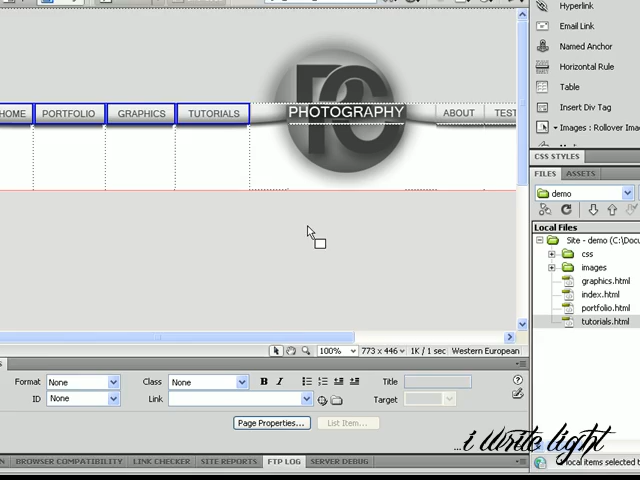 Hyperlink
Email Link
Named Anchor
Horizontal Rule
Table
Insert Div Tag
Images : Rollover Imag
CSS STYLES
FILES ASSETS
demo
Local Files
Site - demo (C:\Docu
css
images
graphics.html
index.html
portfolio.html
tutorials.html
HOME PORTFOLIO GRAPHICS TUTORIALS PHOTOGRAPHY ABOUT TEST
100% 773 x 446 1K / 1 sec Western European
Format None Class None B I Title
ID None Link Target
Page Properties... List Item...
...i write light
BROWSER COMPATIBILITY LINK CHECKER SITE REPORTS FTP LOG SERVER DEBUG
local items selected t